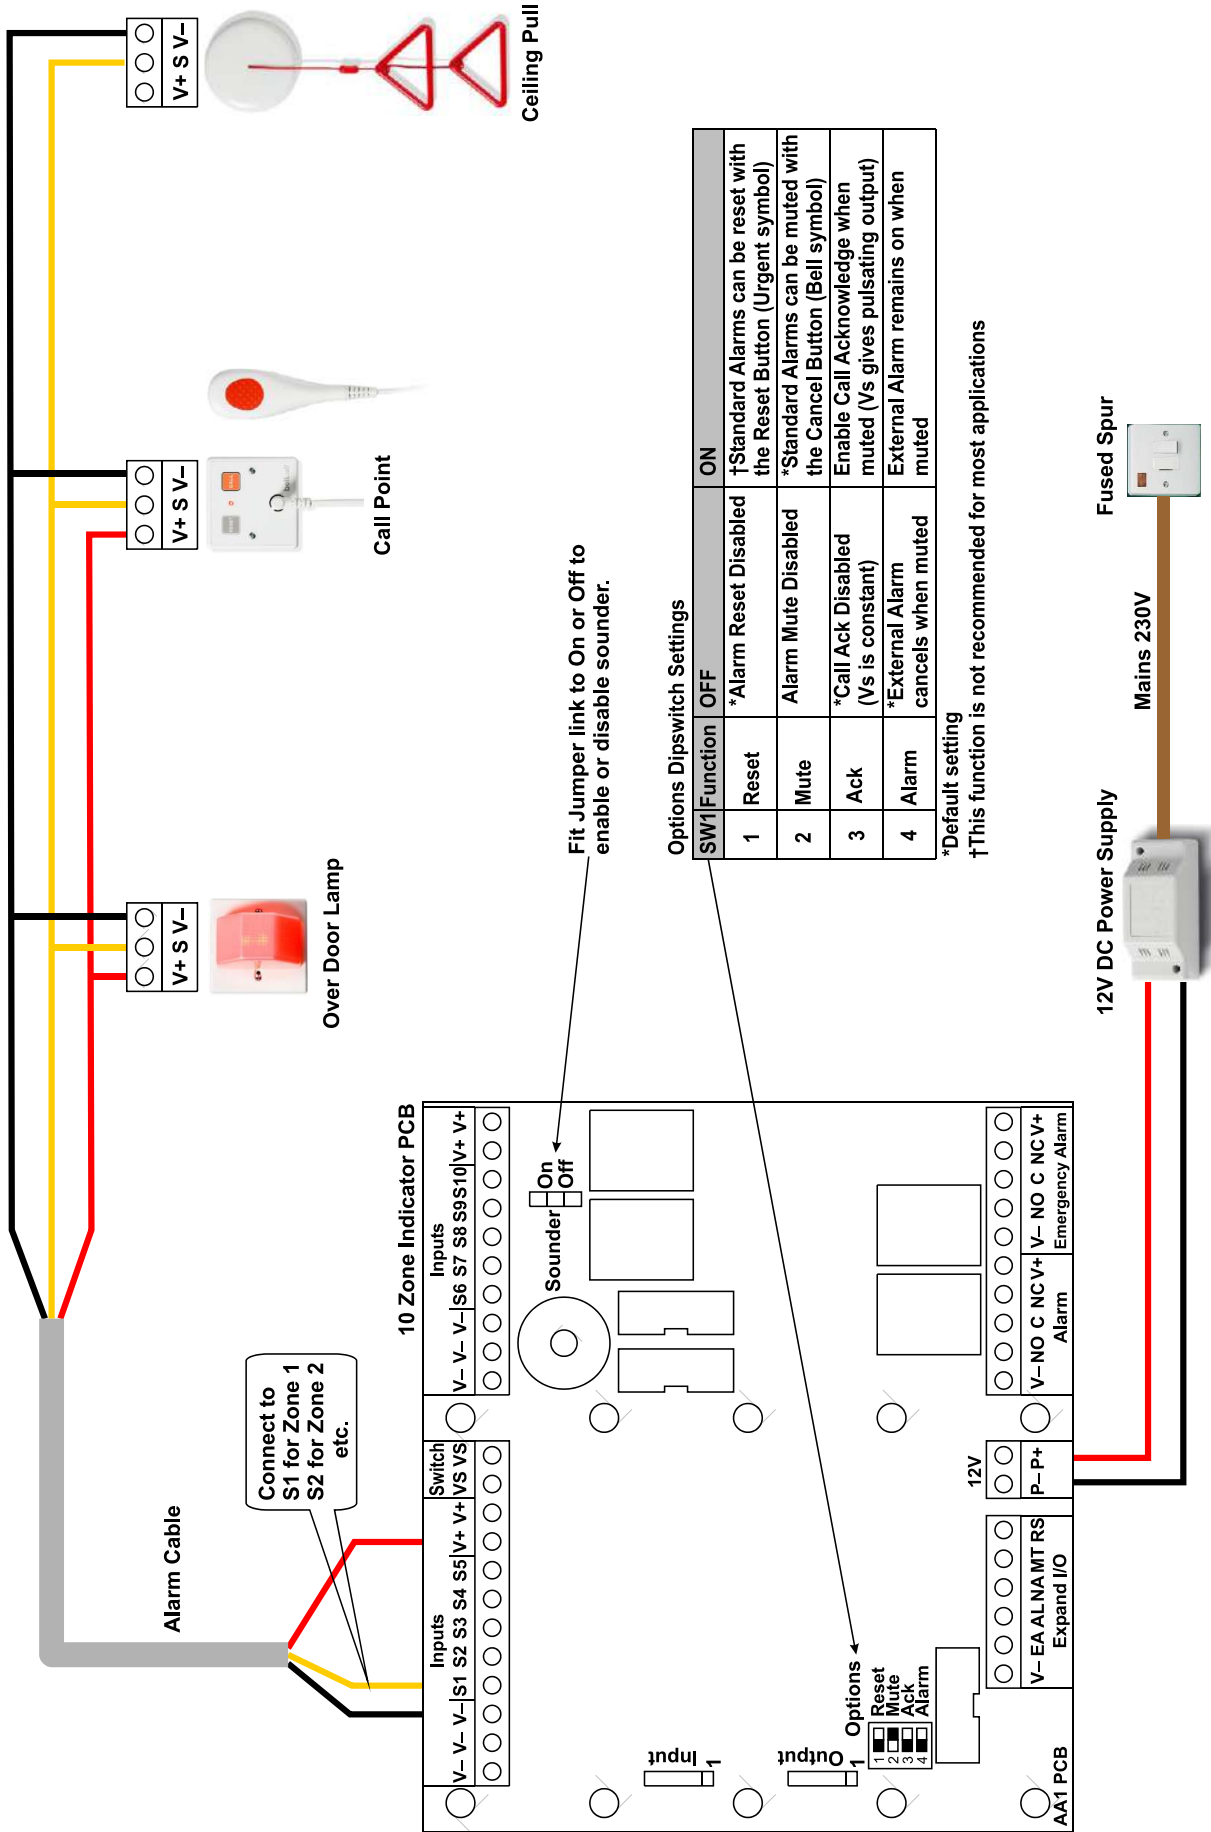 V+ S V–
Ceiling Pull
V+ S V–
Call Point
V+ S V–
Over Door Lamp
Alarm Cable
Connect to
S1 for Zone 1
S2 for Zone 2
etc.
10 Zone Indicator PCB
Inputs
V– V– V– S1 S2 S3 S4 S5 V+ V+
Switch
VS VS
Inputs
V– V– V– S6 S7 S8 S9 S10 V+ V+
Sounder
On
Off
Fit Jumper link to On or Off to
enable or disable sounder.
Input
1
Output
1
Options
1 2 3 4
Reset
Mute
Ack
Alarm
Options Dipswitch Settings
SW1 Function OFF ON
1 Reset *Alarm Reset Disabled †Standard Alarms can be reset with
the Reset Button (Urgent symbol)
2 Mute Alarm Mute Disabled *Standard Alarms can be muted with
the Cancel Button (Bell symbol)
3 Ack *Call Ack Disabled Enable Call Acknowledge when
(Vs is constant) muted (Vs gives pulsating output)
4 Alarm *External Alarm External Alarm remains on when
cancels when muted muted
*Default setting
†This function is not recommended for most applications
AA1 PCB
V– EA AL NA MT RS
Expand I/O
12V
P– P+
V– NO C NC V+
Alarm
V– NO C NC V+
Emergency Alarm
12V DC Power Supply
Mains 230V
Fused Spur